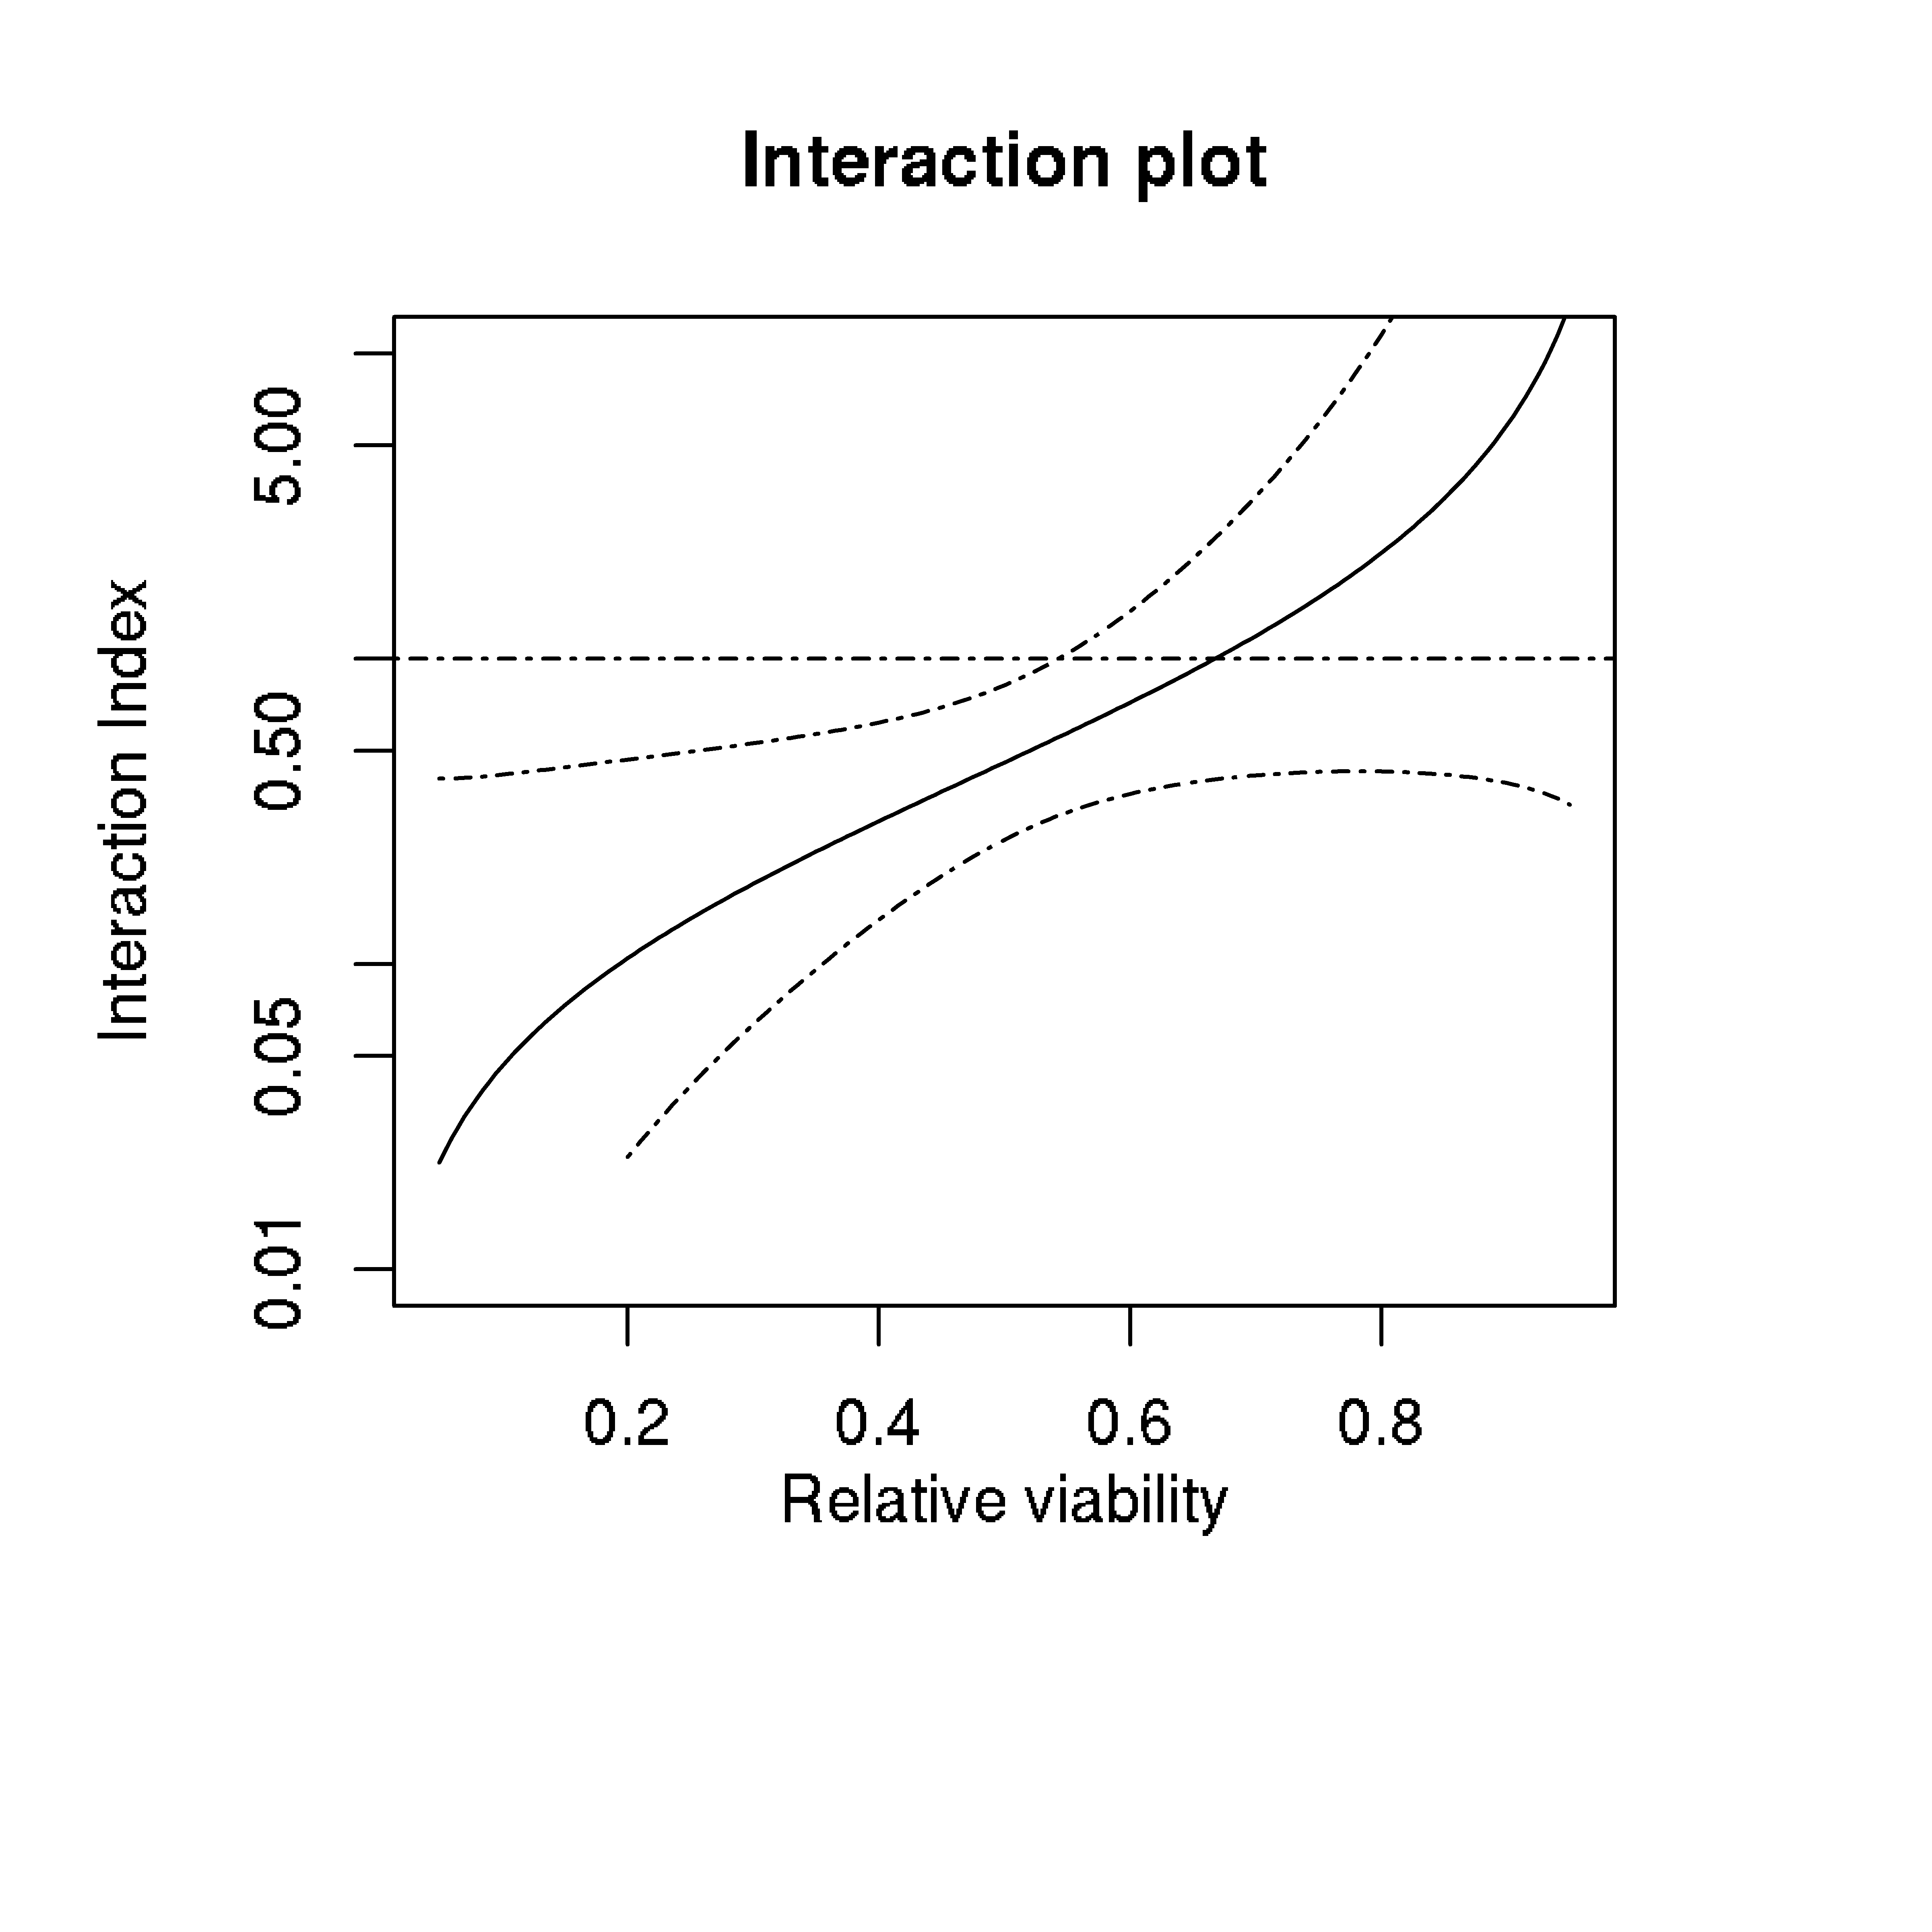 Interaction plot
Interaction Index
5.00
0.50
0.05
0.01
0.2 0.4 0.6 0.8
Relative viability